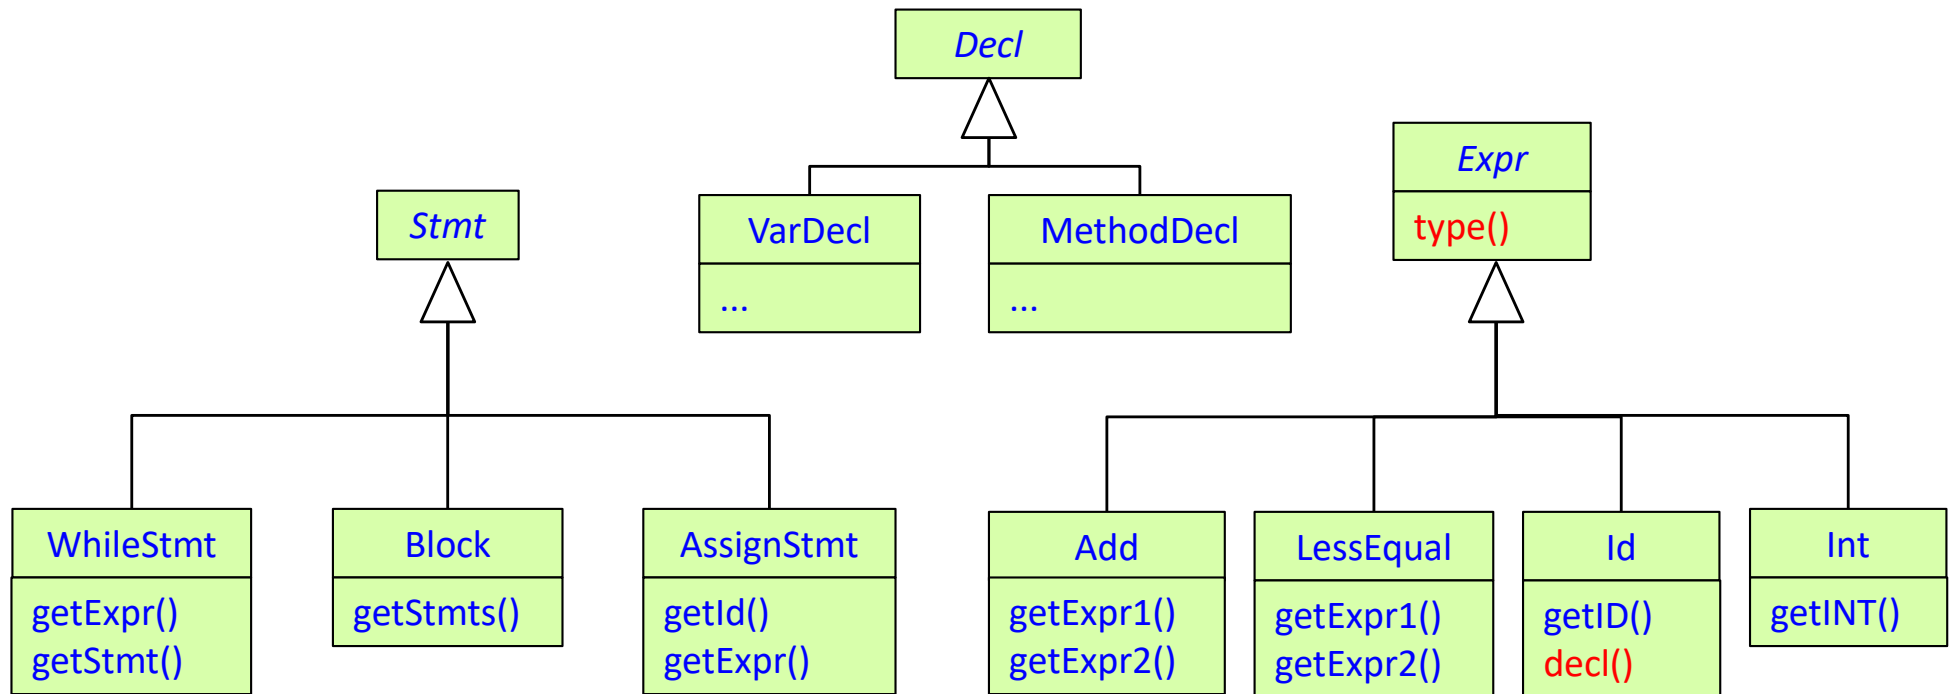 Decl
Expr
type()
Stmt
VarDecl
...
MethodDecl
...
WhileStmt
getExpr()
getStmt()
Block
getStmts()
AssignStmt
getId()
getExpr()
Add
getExpr1()
getExpr2()
LessEqual
getExpr1()
getExpr2()
Id
getID()
decl()
Int
getINT()